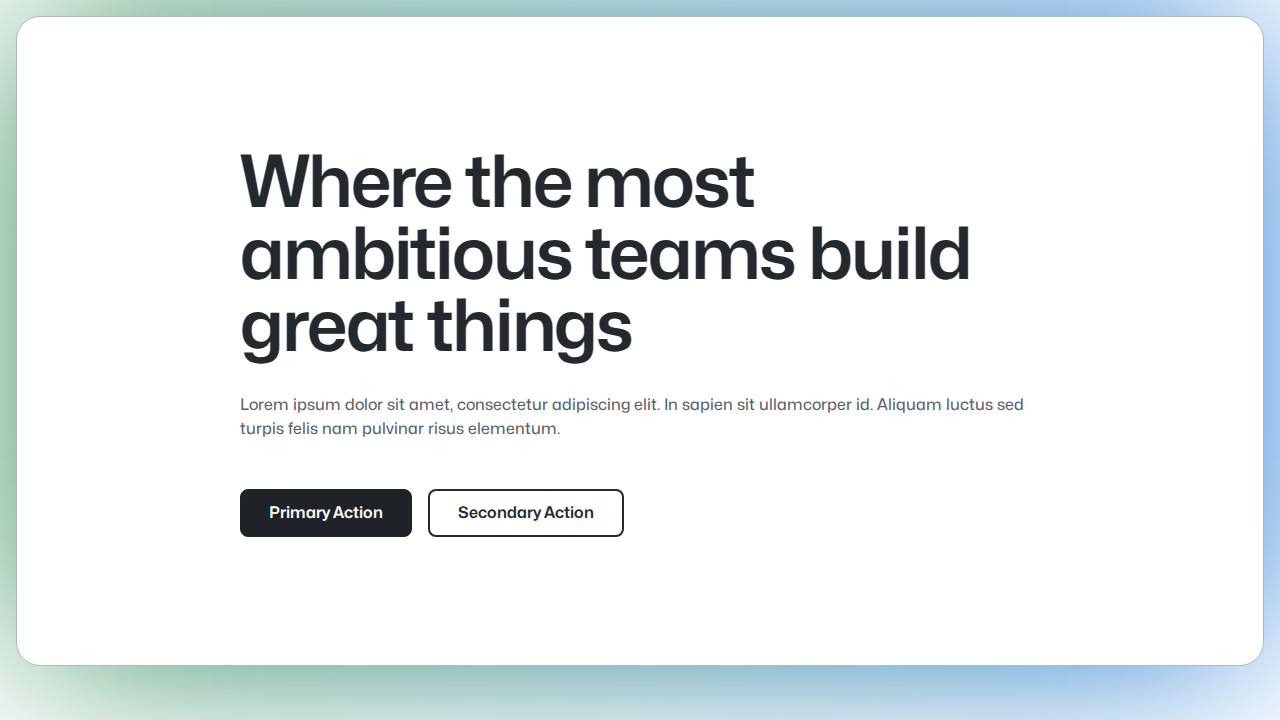 Where the most
ambitious teams build
great things
Lorem ipsum dolor sit amet, consectetur adipiscing elit. In sapien sit ullamcorper id. Aliquam luctus sed
turpis felis nam pulvinar risus elementum.
Primary Action
Secondary Action